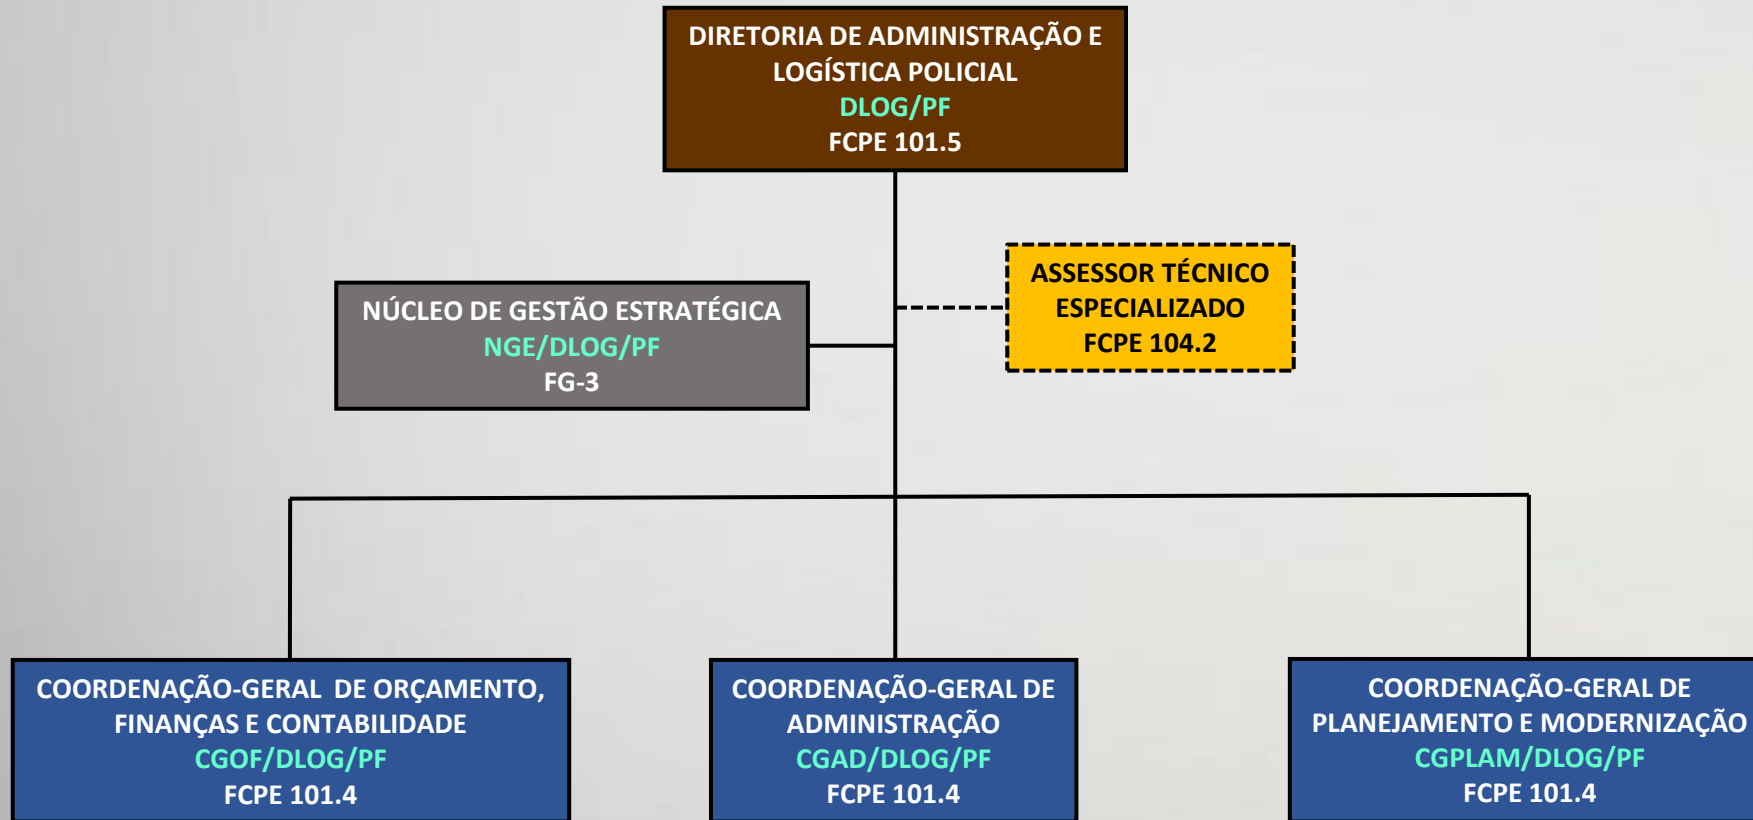 DIRETORIA DE ADMINISTRAÇÃO E
LOGÍSTICA POLICIAL
DLOG/PF
FCPE 101.5
ASSESSOR TÉCNICO
ESPECIALIZADO
FCPE 104.2
NÚCLEO DE GESTÃO ESTRATÉGICA
NGE/DLOG/PF
FG-3
COORDENAÇÃO-GERAL DE ORÇAMENTO,
FINANÇAS E CONTABILIDADE
CGOF/DLOG/PF
FCPE 101.4
COORDENAÇÃO-GERAL DE
ADMINISTRAÇÃO
CGAD/DLOG/PF
FCPE 101.4
COORDENAÇÃO-GERAL DE
PLANEJAMENTO E MODERNIZAÇÃO
CGPLAM/DLOG/PF
FCPE 101.4